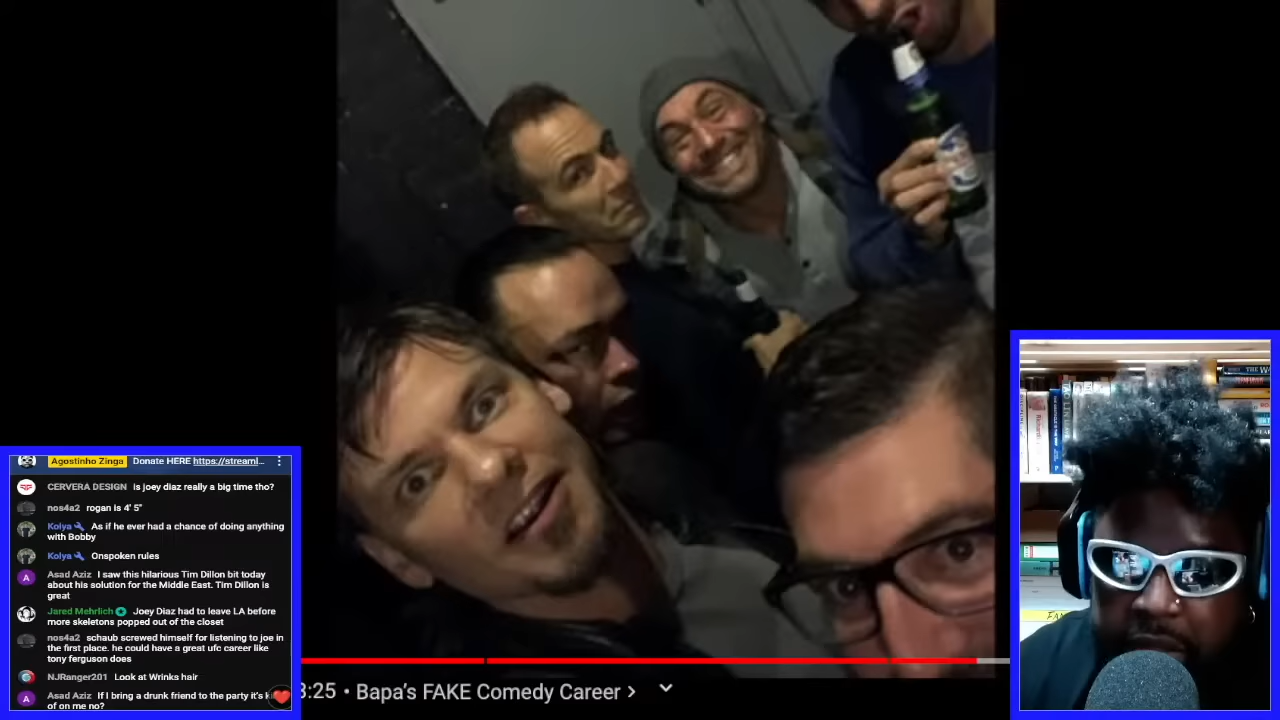 Agostinho Zinga Donate HERE https://streaml...
CERVERA DESIGN is joey diaz really a big time tho?
nos4a2 rogan is 4' 5"
Kolya As if he ever had a chance of doing anything
with Bobby
Kolya Onspoken rules
Asad Aziz I saw this hilarious Tim Dillon bit today
about his solution for the Middle East. Tim Dillon is
great
Jared Mehrlich Joey Diaz had to leave LA before
more skeletons popped out of the closet
nos4a2 schaub screwed himself for listening to joe in
the first place. he could have a great ufc career like
tony ferguson does
NJRanger201 Look at Wrinks hair
Asad Aziz If I bring a drunk friend to the party it's
of on me no?
3:25 • Bapa's FAKE Comedy Career